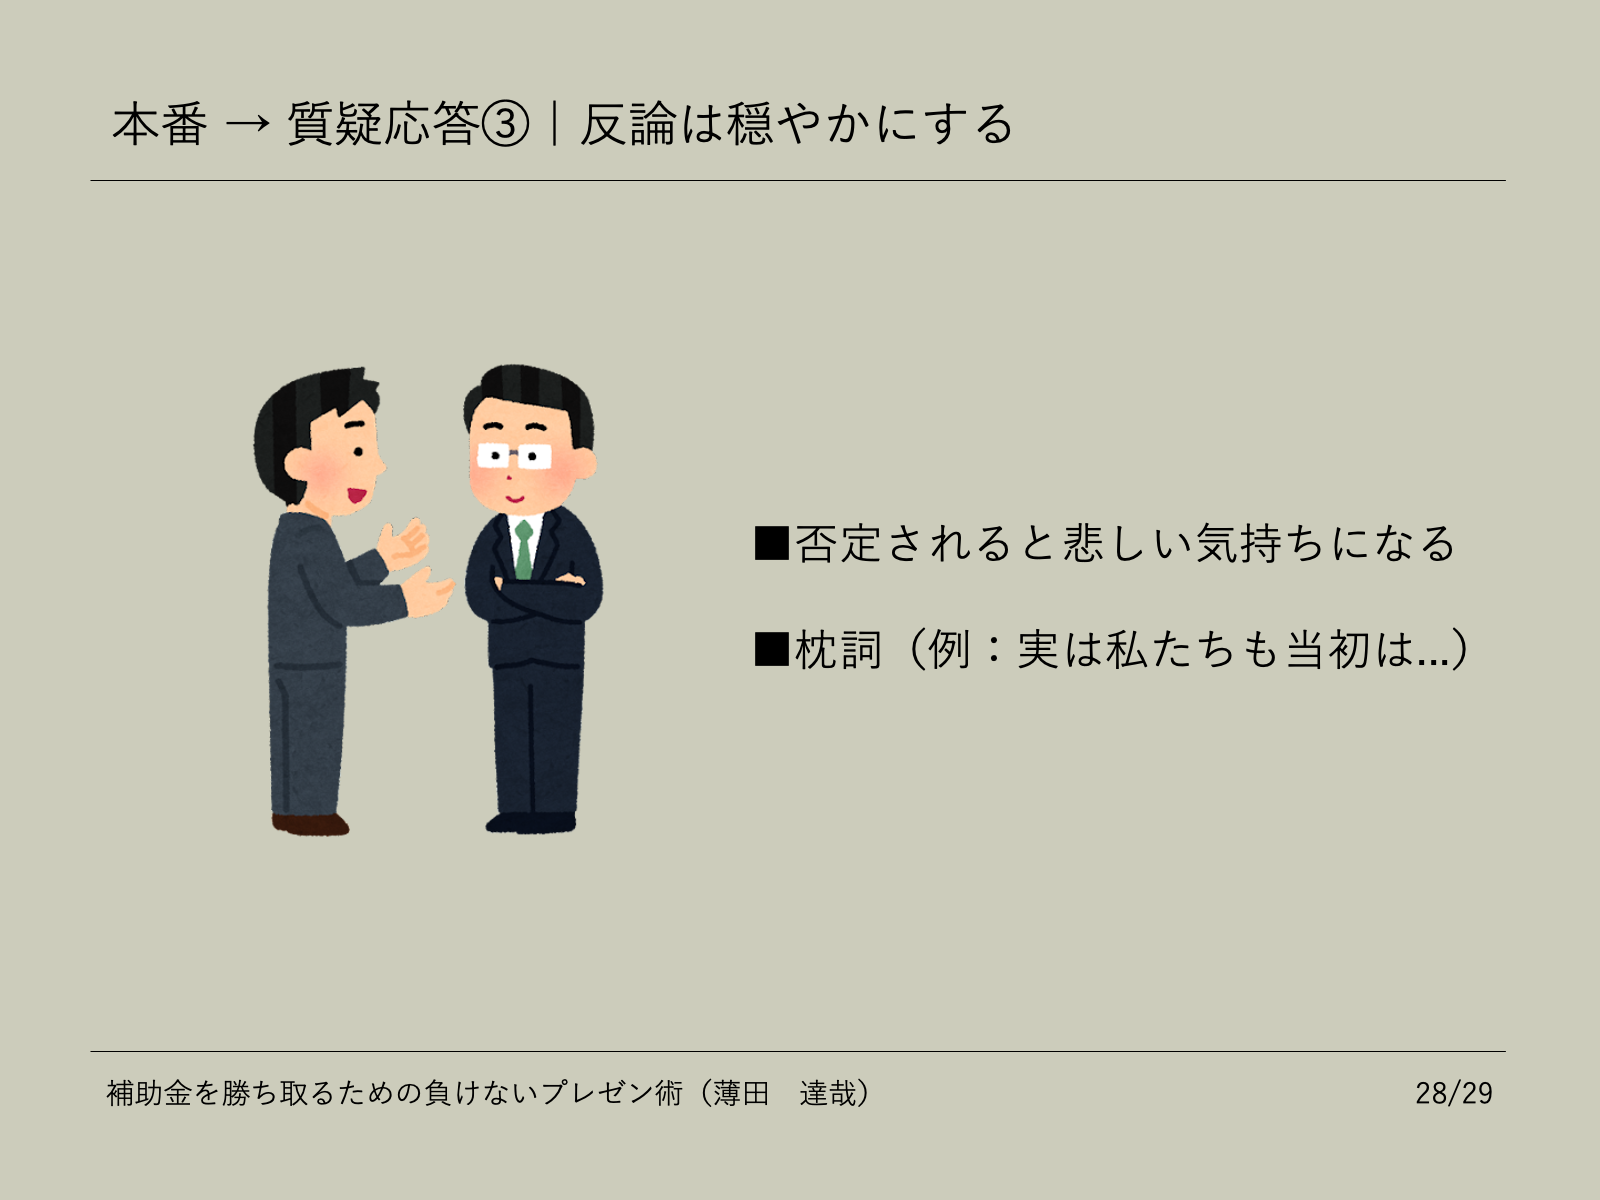 本番 → 質疑応答③｜反論は穏やかにする
■否定されると悲しい気持ちになる
■枕詞（例：実は私たちも当初は...）
補助金を勝ち取るための負けないプレゼン術（薄田　達哉）
28/29